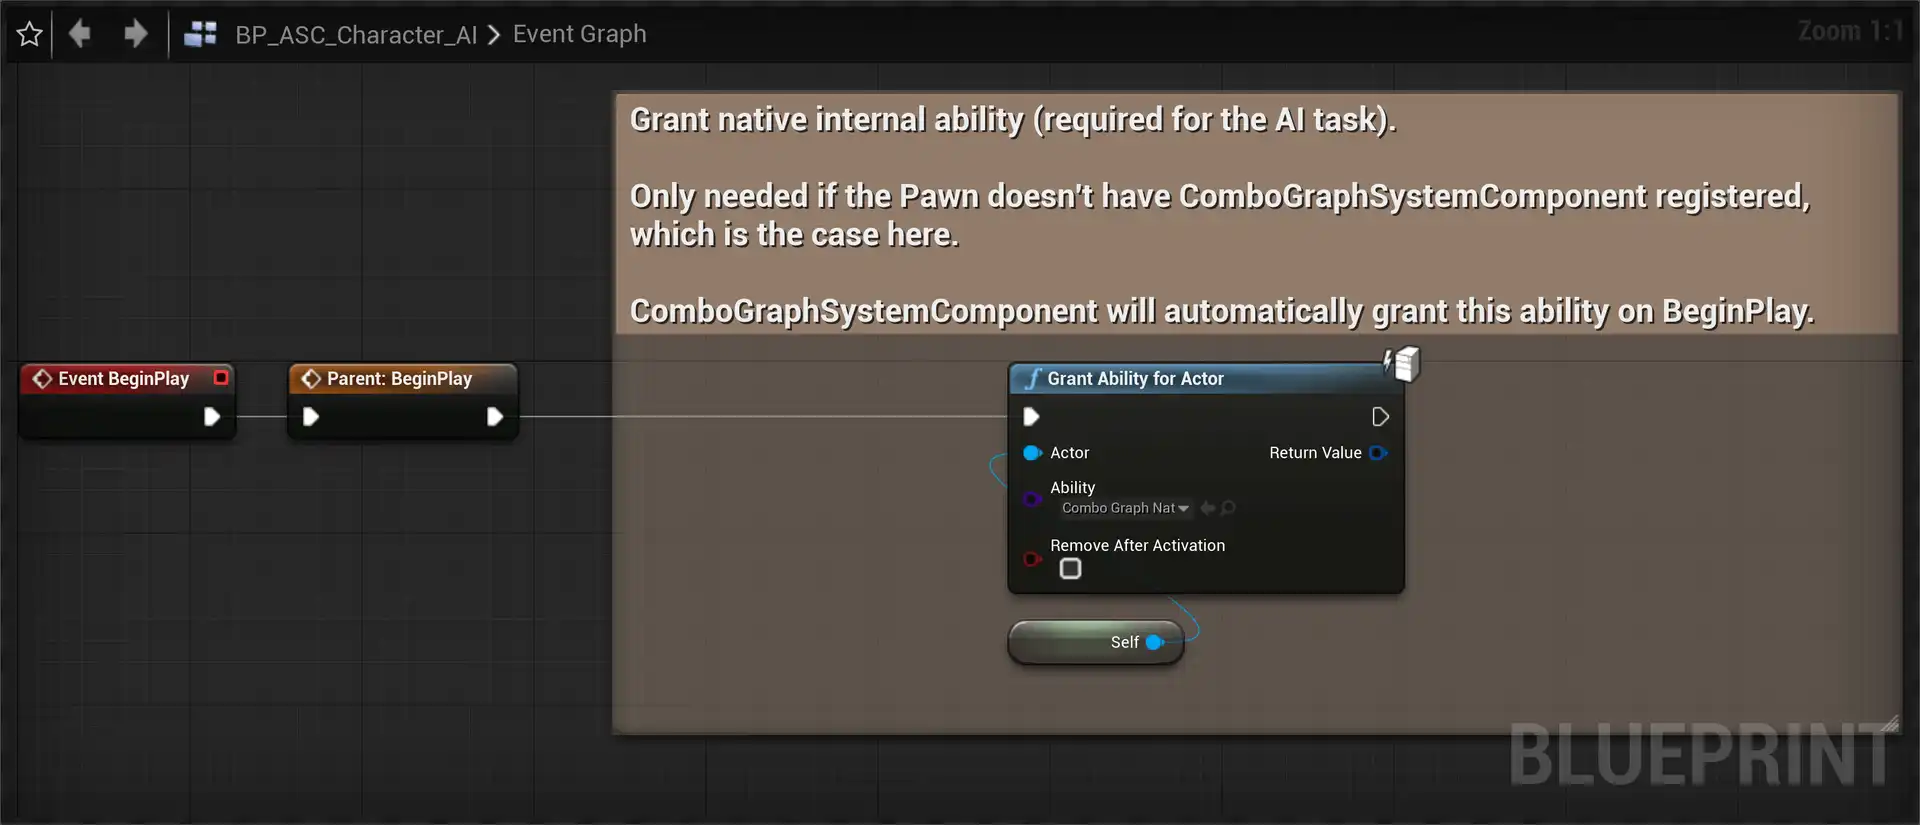 BP_ASC_Character_AI > Event Graph
Zoom 1:1
Grant native internal ability (required for the AI task).
Only needed if the Pawn doesn't have ComboGraphSystemComponent registered,
which is the case here.
ComboGraphSystemComponent will automatically grant this ability on BeginPlay.
Event BeginPlay
Parent: BeginPlay
Grant Ability for Actor
Actor
Return Value
Ability
Combo Graph Nat
Remove After Activation
Self
BLUEPRINT